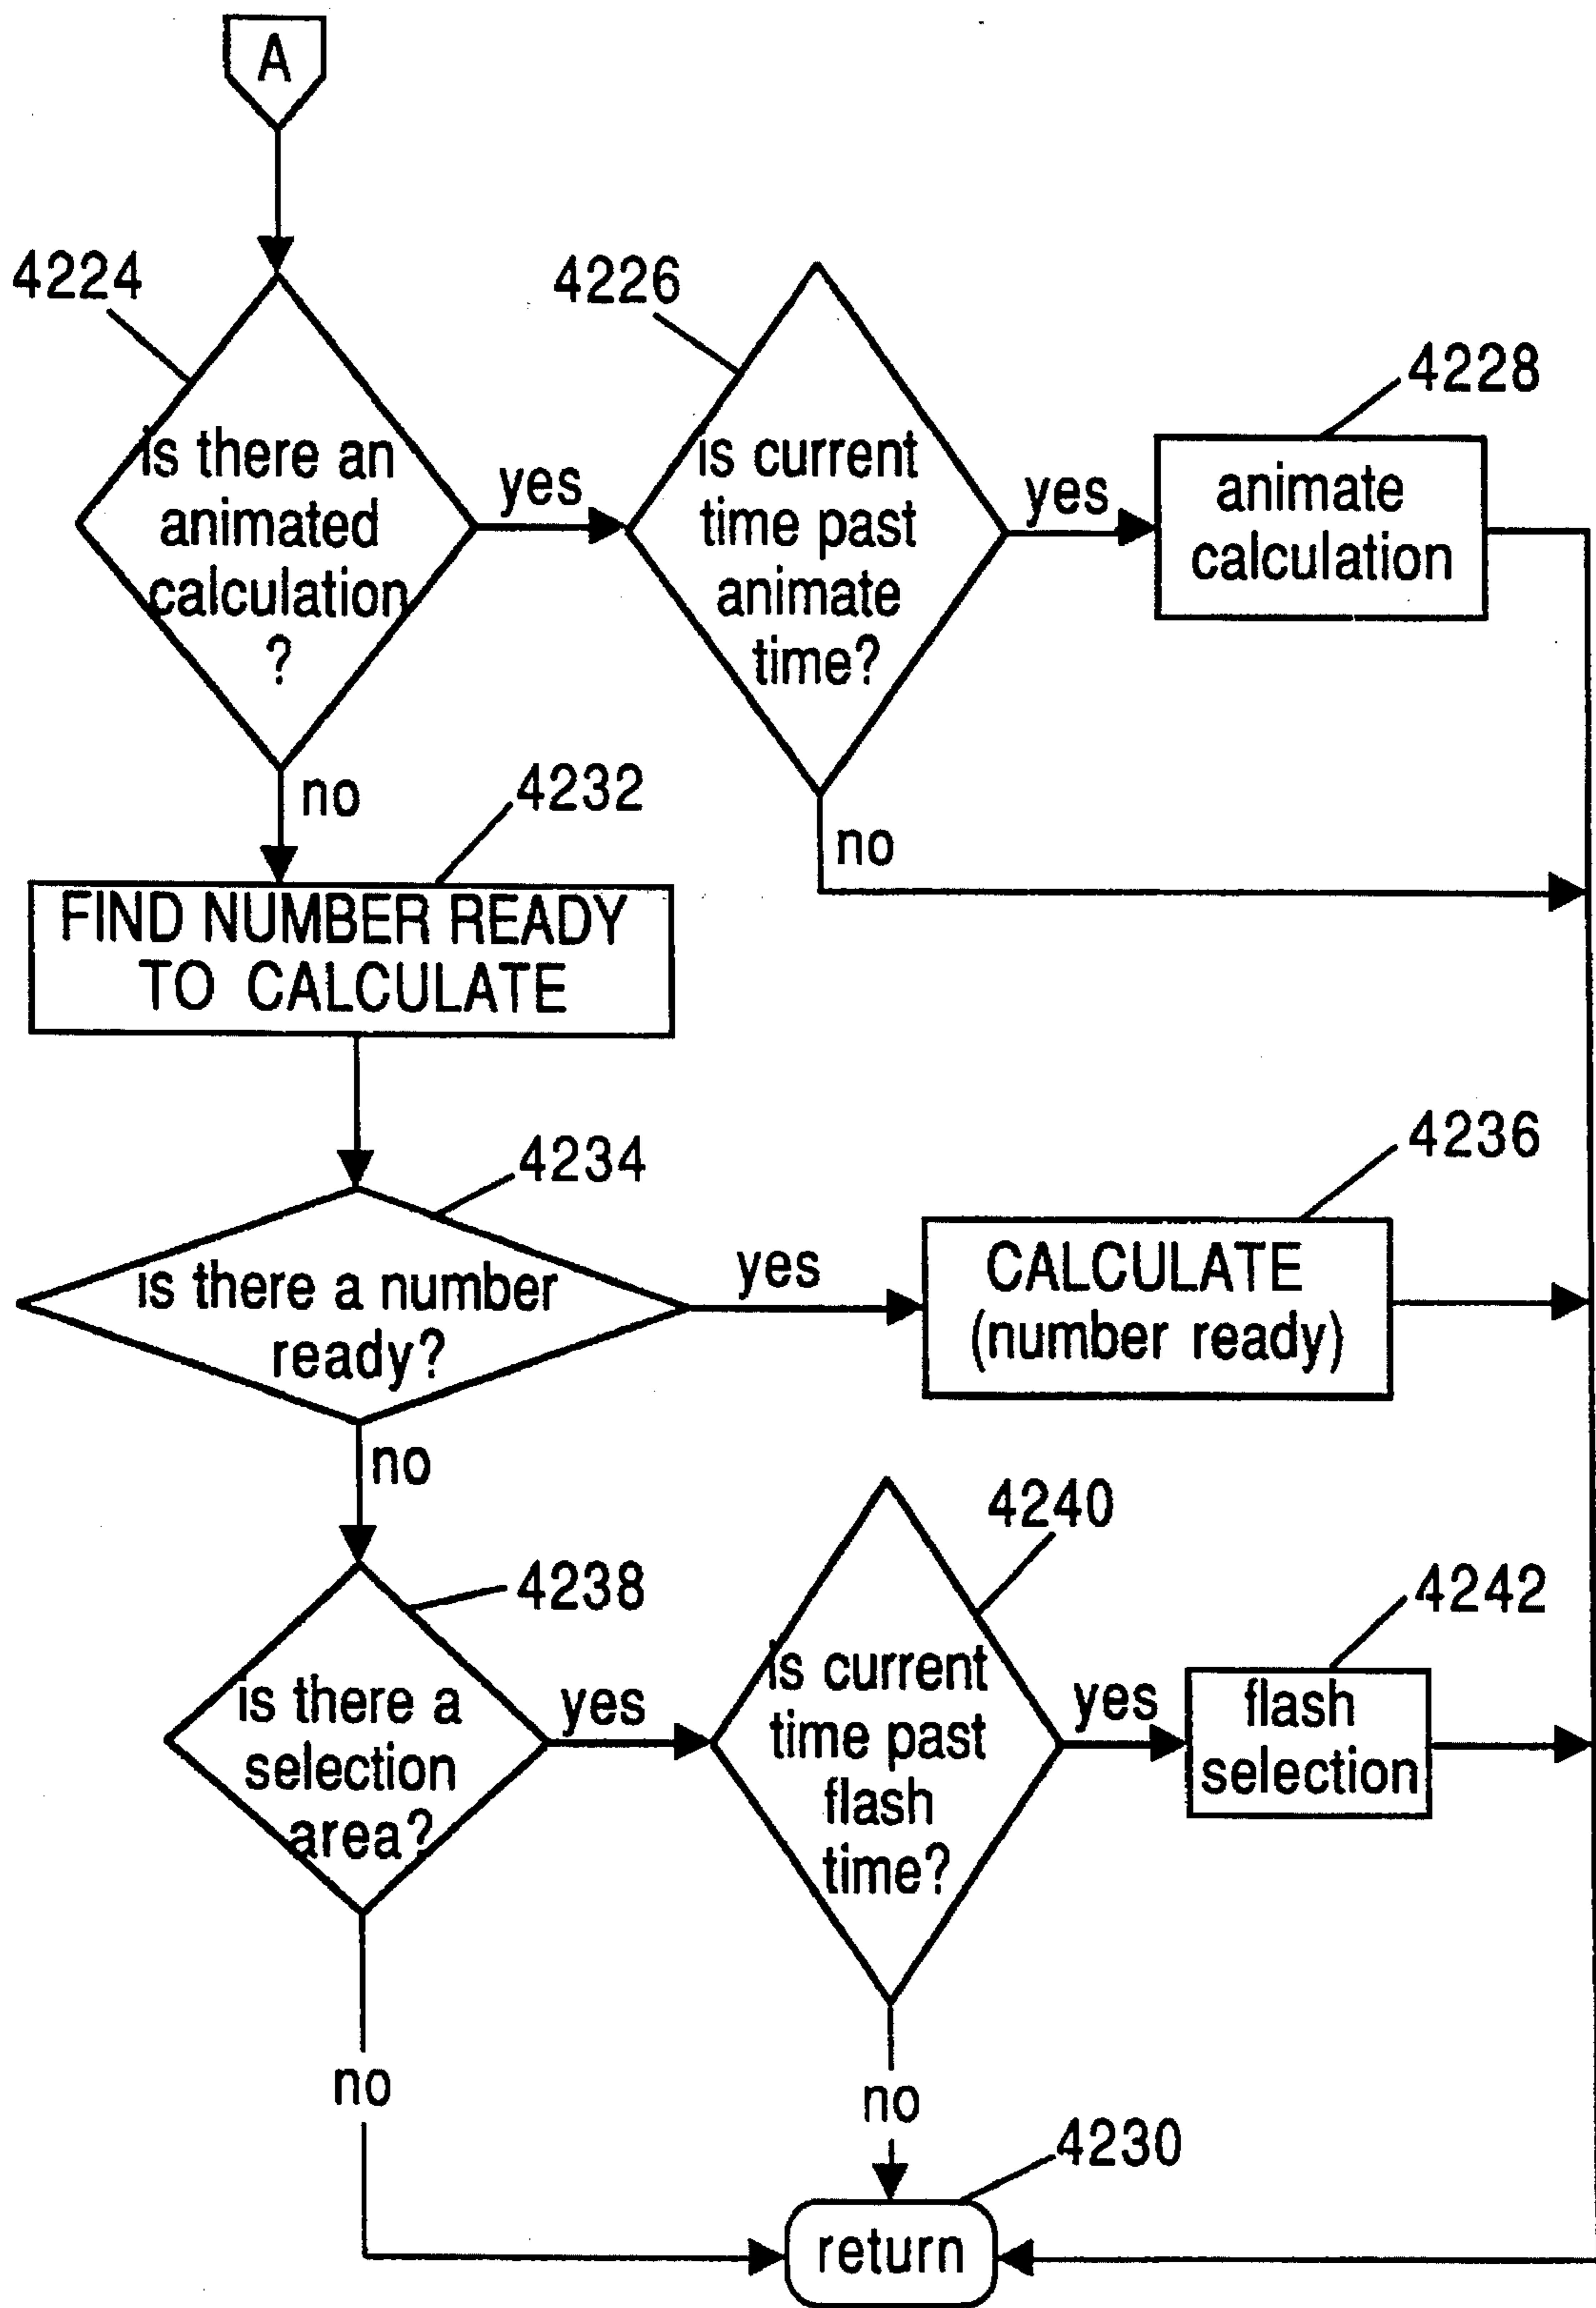 A
4224
4226
4228
is there an
animated
calculation
?
yes
is current
time past
animate
time?
yes
animate
calculation
no
4232
no
FIND NUMBER READY
TO CALCULATE
4234
4236
is there a number
ready?
yes
CALCULATE
(number ready)
no
4238
4240
4242
is there a
selection
area?
yes
is current
time past
flash
time?
yes
flash
selection
no
no
4230
return